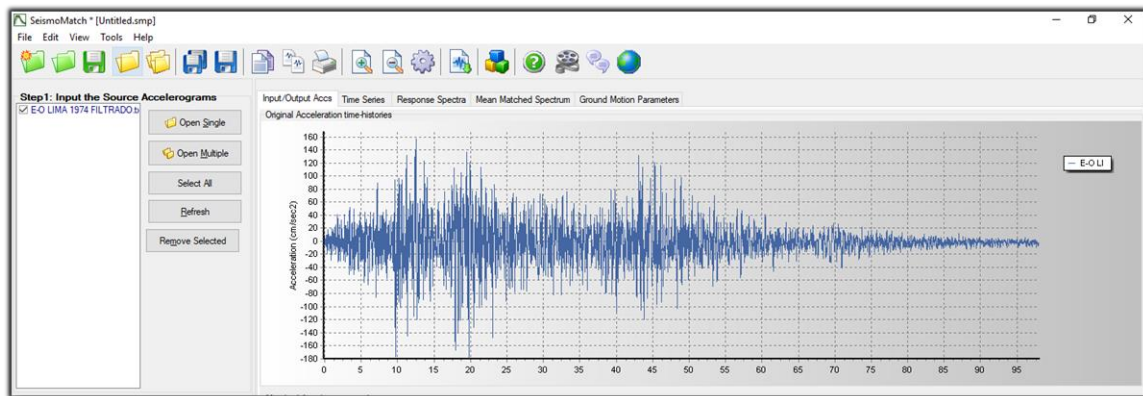 SeismoMatch * [Untitled.smp]
File Edit View Tools Help
Step1: Input the Source Accelerograms
E-O LIMA 1974 FILTRADO.t
Open Single
Open Multiple
Select All
Refresh
Remove Selected
Input/Output Accs Time Series Response Spectra Mean Matched Spectrum Ground Motion Parameters
Original Acceleration time-histories
Acceleration (cm/sec2)
160
140
120
100
80
60
40
20
0
-20
-40
-60
-80
-100
-120
-140
-160
-180
0 5 10 15 20 25 30 35 40 45 50 55 60 65 70 75 80 85 90 95
E-O LI